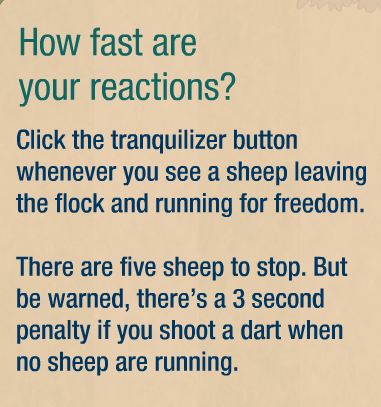 How fast are
your reactions?
Click the tranquilizer button
whenever you see a sheep leaving
the flock and running for freedom.
There are five sheep to stop. But
be warned, there's a 3 second
penalty if you shoot a dart when
no sheep are running.